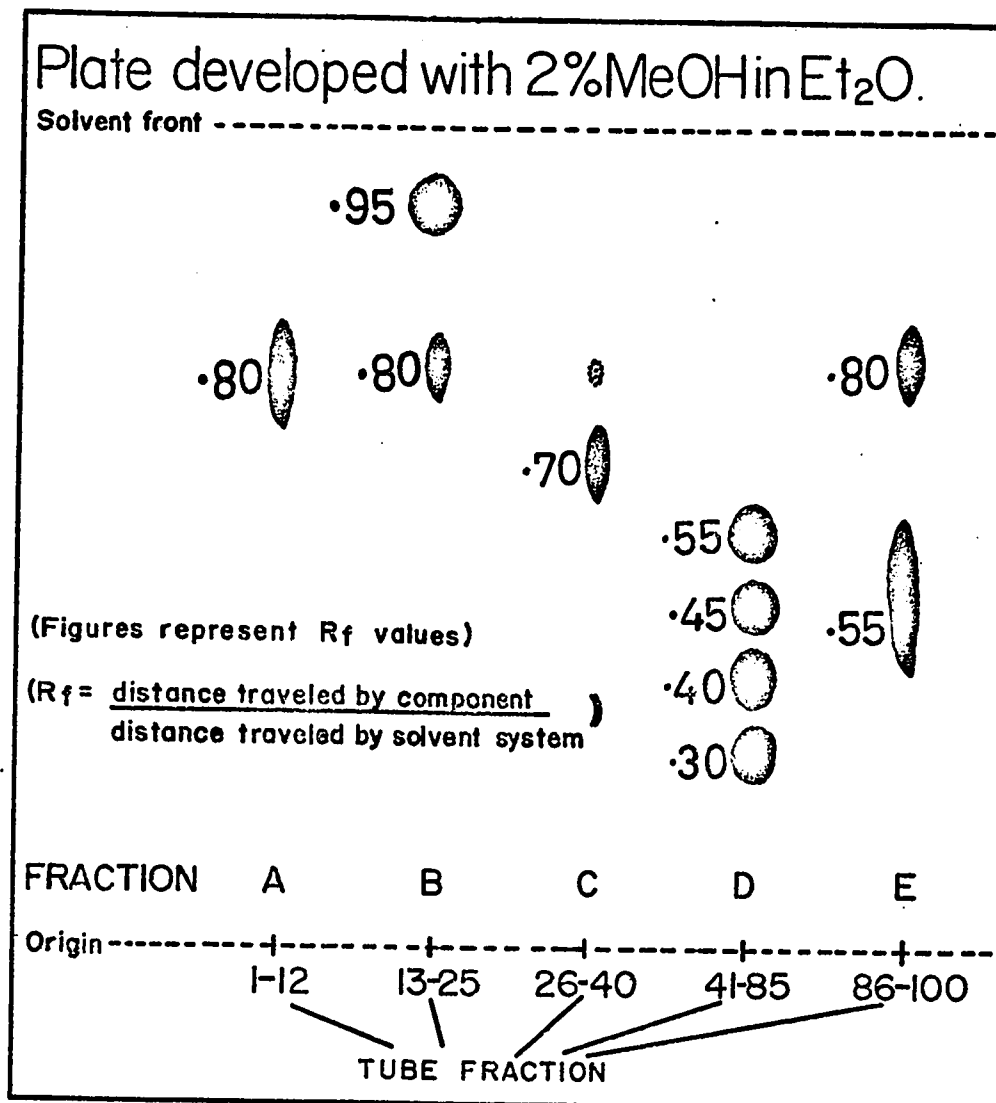 Plate developed with 2%MeOH in Et₂O.
Solvent front
·95
·80 ·80 ·80
·70
·55
·45 ·55
(Figures represent Rf values)
·40
(Rf = distance traveled by component
distance traveled by solvent system)
·30
FRACTION A B C D E
Origin
1-12 13-25 26-40 41-85 86-100
TUBE FRACTION